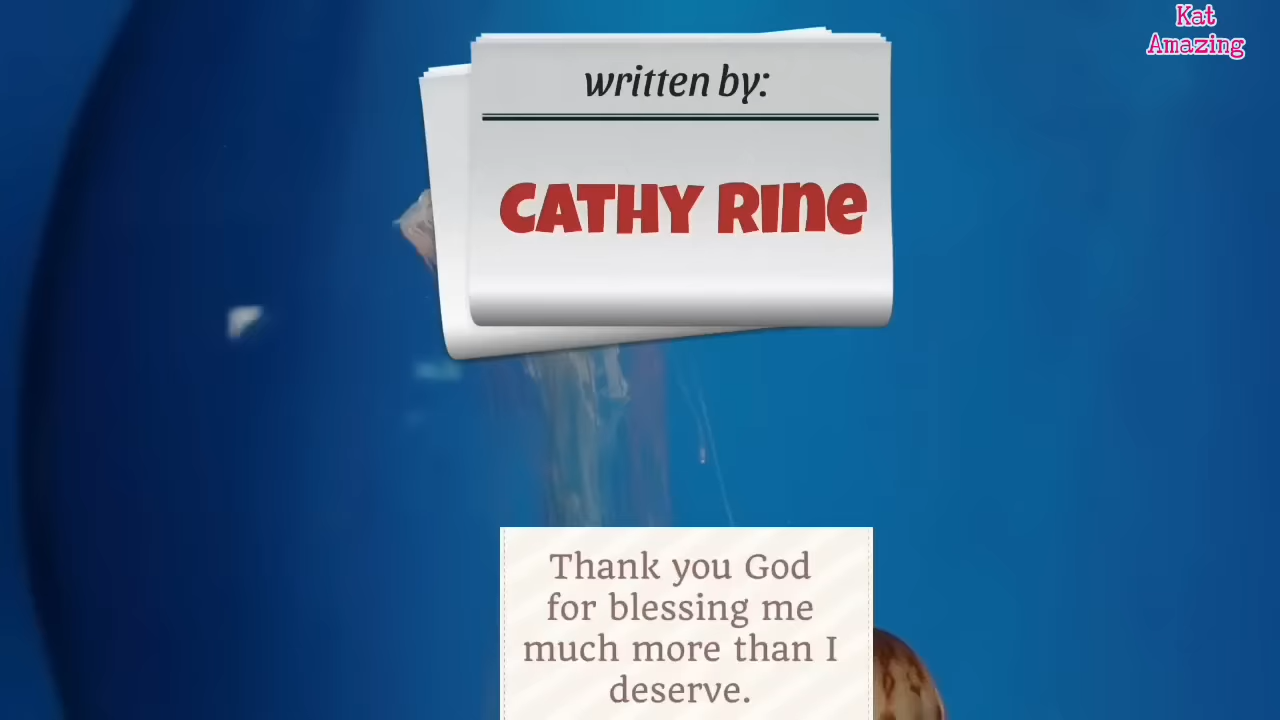 Kat
Amazing
written by:
CATHY RINE
Thank you God
for blessing me
much more than I
deserve.